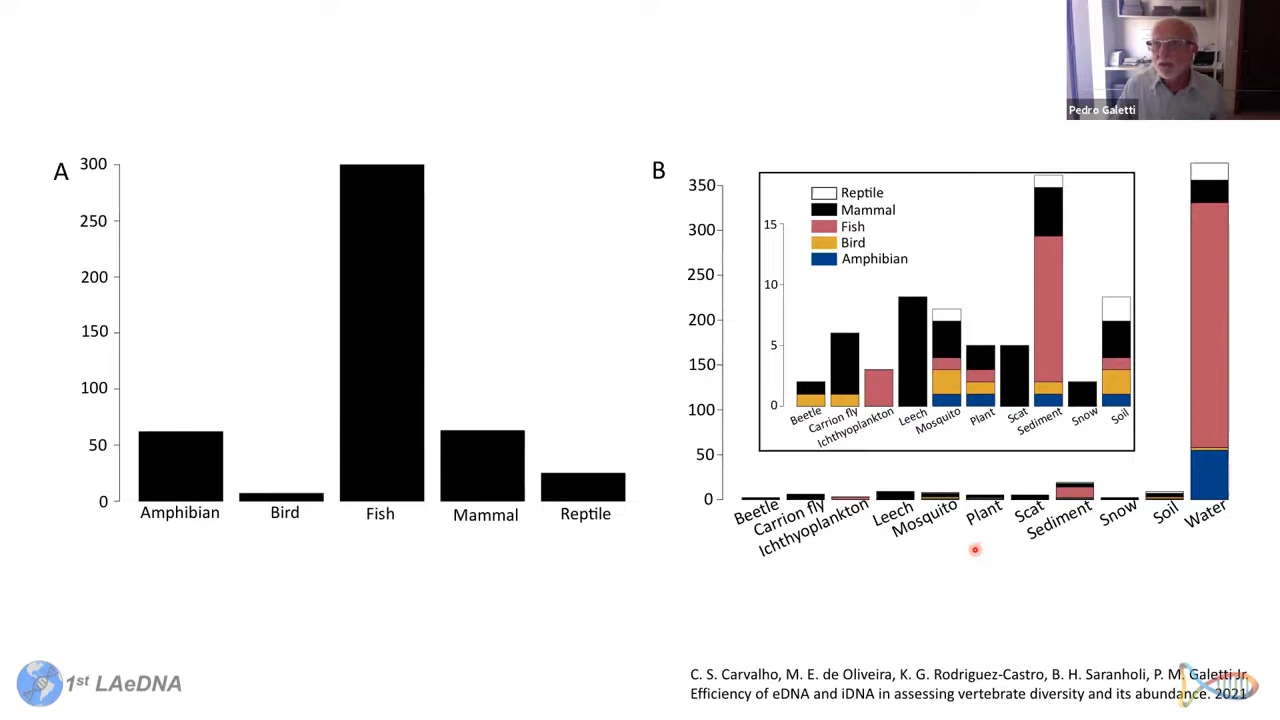 Pedro Galetti
A
300
250
200
150
100
50
0
Amphibian
Bird
Fish
Mammal
Reptile
B
350
300
250
200
150
100
50
0
Reptile
Mammal
Fish
Bird
Amphibian
15
10
5
0
Beetle
Carrion fly
Ichthyoplankton
Leech
Mosquito
Plant
Scat
Sediment
Snow
Soil
Beetle
Carrion fly
Ichthyoplankton
Leech
Mosquito
Plant
Scat
Sediment
Snow
Soil
Water
1st LAeDNA
C. S. Carvalho, M. E. de Oliveira, K. G. Rodriguez-Castro, B. H. Saranholi, P. M. Galetti Jr.
Efficiency of eDNA and iDNA in assessing vertebrate diversity and its abundance. 2021